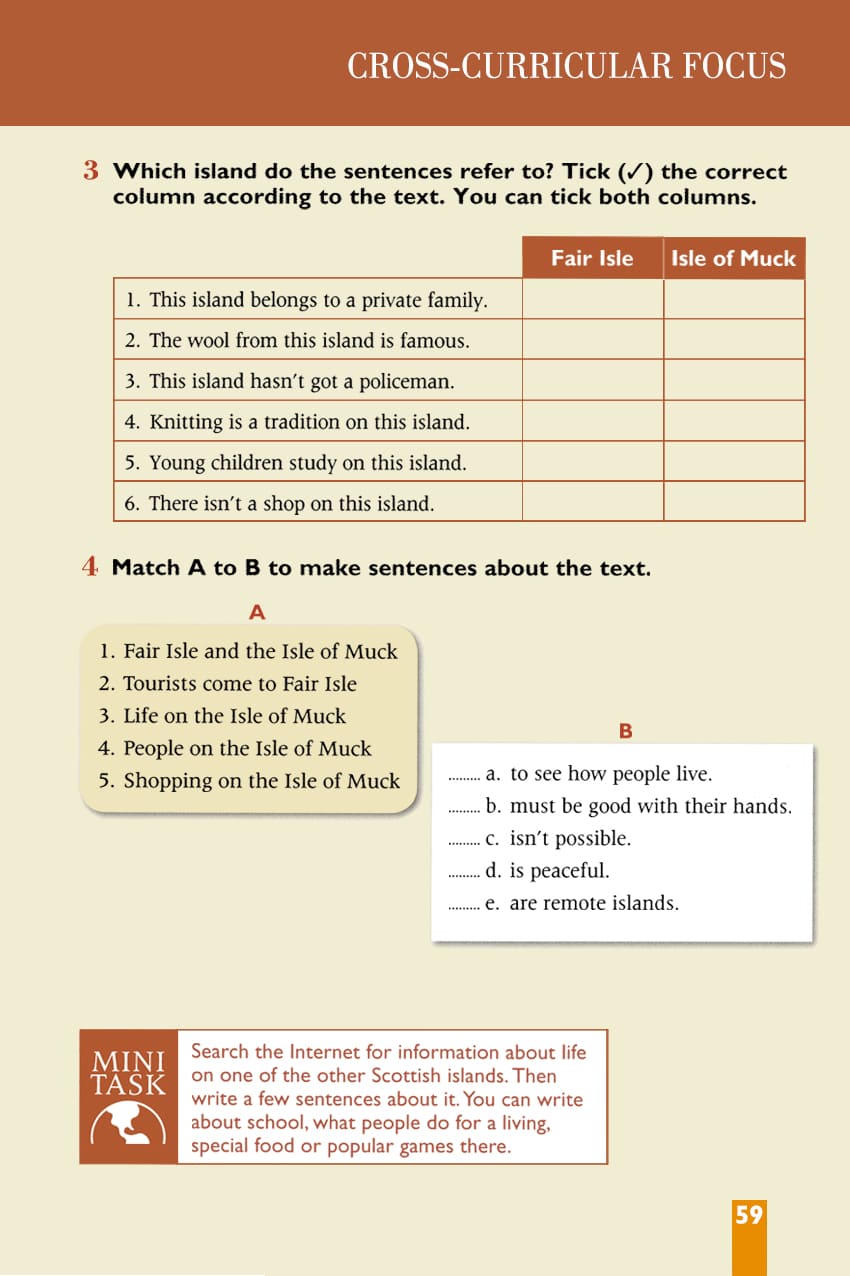 CROSS-CURRICULAR FOCUS
3 Which island do the sentences refer to? Tick (✓) the correct
column according to the text. You can tick both columns.
Fair Isle Isle of Muck
1. This island belongs to a private family.
2. The wool from this island is famous.
3. This island hasn't got a policeman.
4. Knitting is a tradition on this island.
5. Young children study on this island.
6. There isn't a shop on this island.
4 Match A to B to make sentences about the text.
A
1. Fair Isle and the Isle of Muck
2. Tourists come to Fair Isle
3. Life on the Isle of Muck
4. People on the Isle of Muck
5. Shopping on the Isle of Muck
B
......... a. to see how people live.
......... b. must be good with their hands.
......... c. isn't possible.
......... d. is peaceful.
......... e. are remote islands.
MINI
TASK
Search the Internet for information about life
on one of the other Scottish islands. Then
write a few sentences about it. You can write
about school, what people do for a living,
special food or popular games there.
59